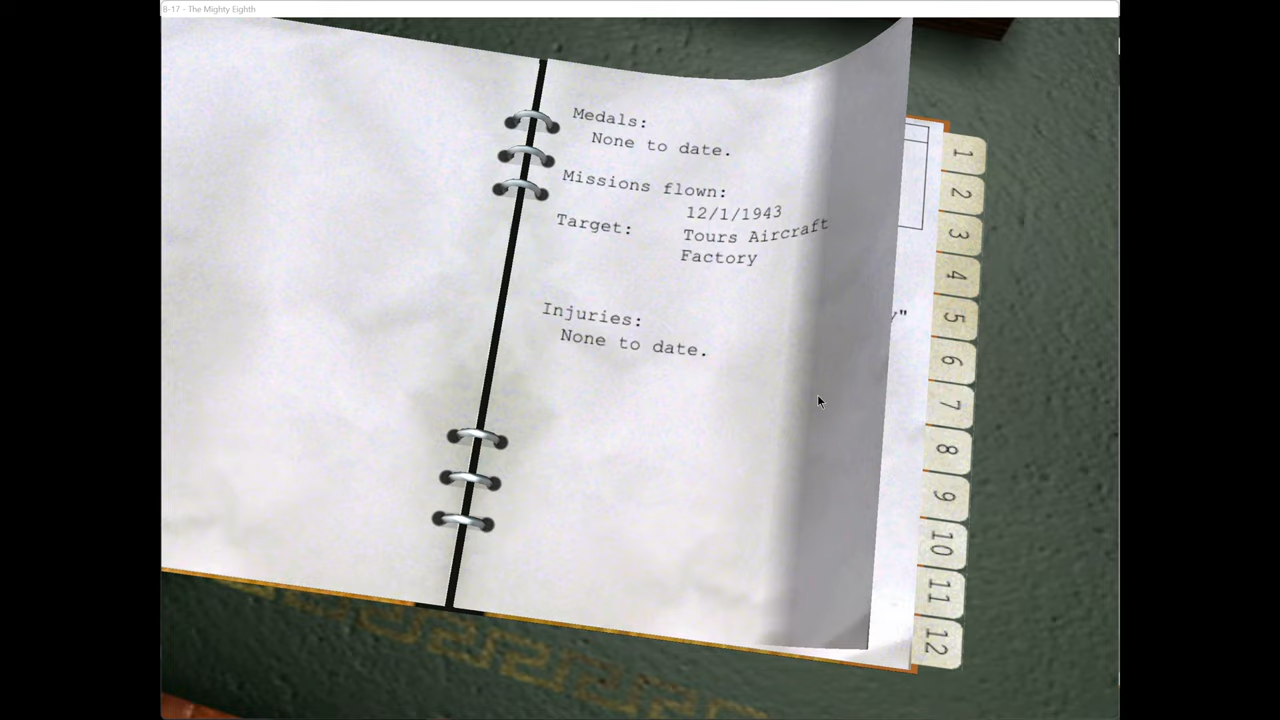 B-17 - The Mighty Eighth
Medals:
None to date.
Missions flown:
12/1/1943
Target: Tours Aircraft
Factory
Injuries:
None to date.
"
1
2
3
4
5
6
7
8
9
10
11
12